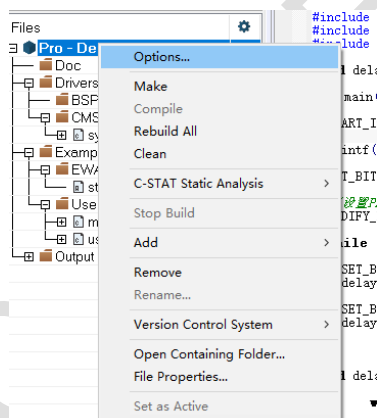 Files
Pro - De
Doc
Drivers
BSP
CMS
sy
Examp
EWA
st
Use
m
us
Output
Options...
Make
Compile
Rebuild All
Clean
C-STAT Static Analysis
Stop Build
Add
Remove
Rename...
Version Control System
Open Containing Folder...
File Properties...
Set as Active
#include
#include
#include
dela
main(
ART_I
intf(
T_BIT
设置P
DIFY_
ile
SET_B
delay
SET_B
delay
dela